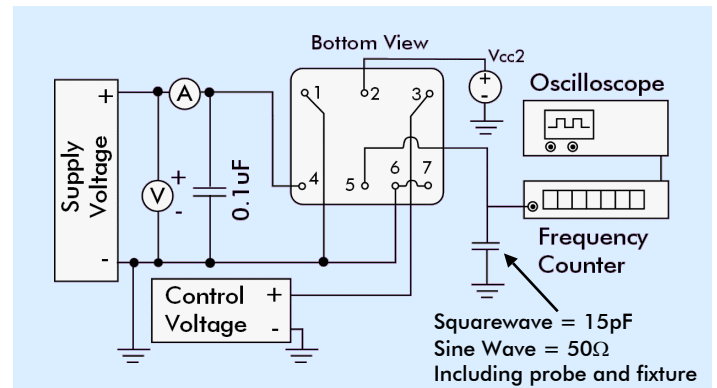 Bottom View
Vcc2
Oscilloscope
+
A
1
2
3
+
-
Supply
Voltage
V
+
-
0.1uF
4
5
6
7
-
Frequency
Counter
Control
Voltage
+
-
Squarewave = 15pF
Sine Wave = 50Ω
Including probe and fixture